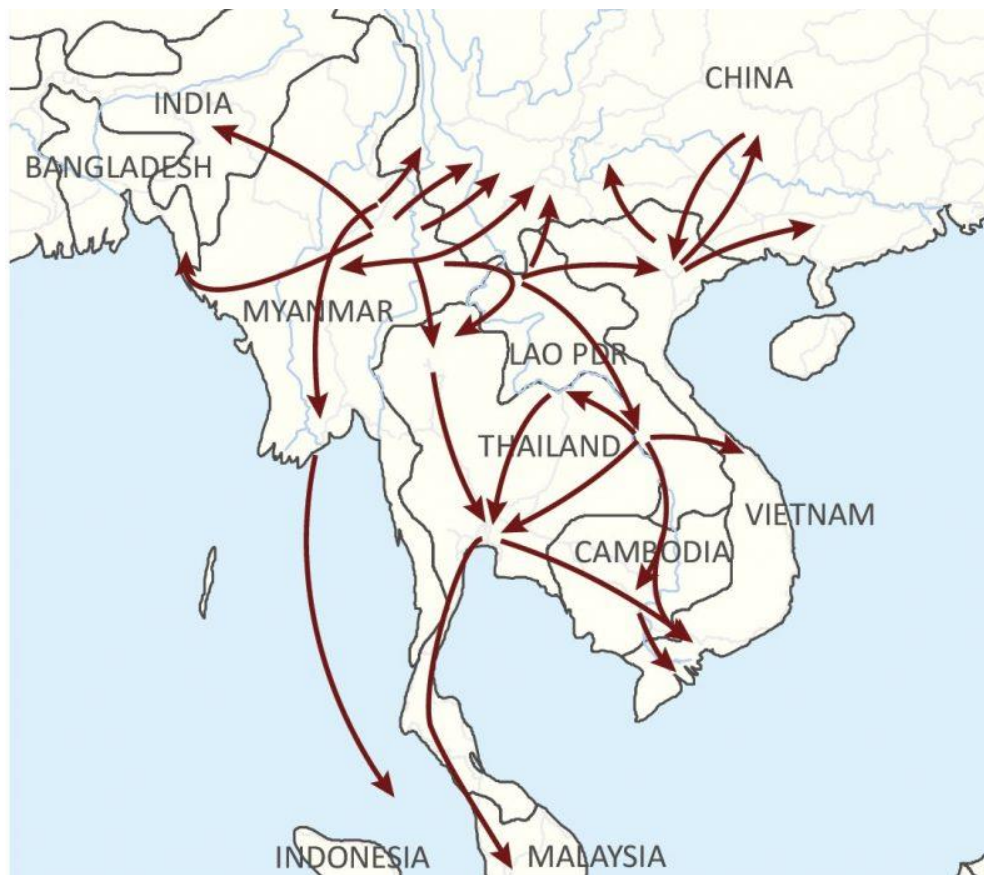 CHINA
INDIA
BANGLADESH
MYANMAR
LAO PDR
THAILAND
VIETNAM
CAMBODIA
INDONESIA
MALAYSIA